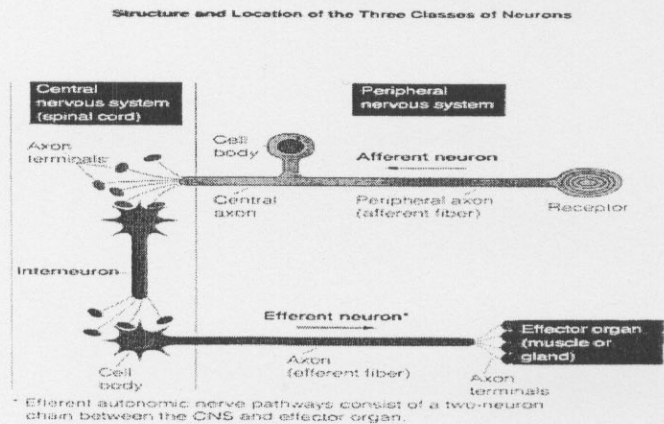 Structure and Location of the Three Classes of Neurons
Central
nervous system
(spinal cord)
Peripheral
nervous system
Axon
terminals
Cell
body
Afferent neuron
Central
axon
Peripheral axon
(afferent fiber)
Receptor
Interneuron
Efferent neuron*
Effector organ
(muscle or
gland)
Cell
body
Axon
(efferent fiber)
Axon
terminals
* Efferent autonomic nerve pathways consist of a two-neuron
chain between the CNS and effector organ.